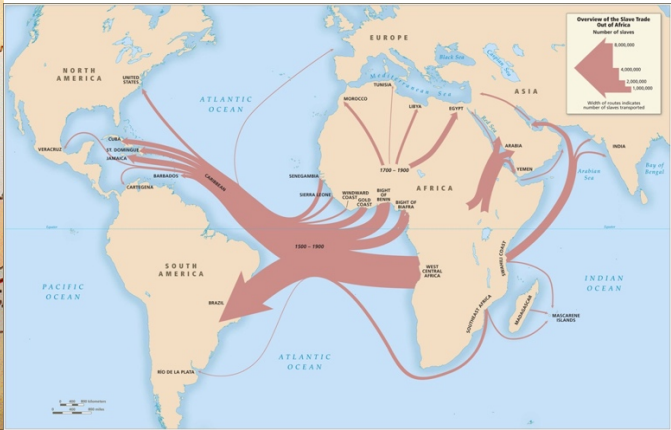 Overview of the Slave Trade
Out of Africa
Number of slaves
8,000,000
4,000,000
2,000,000
1,000,000
Width of routes indicates
number of slaves transported
EUROPE
NORTH
AMERICA
UNITED
STATES
ATLANTIC
OCEAN
Black Sea
Caspian Sea
Mediterranean Sea
ASIA
TUNISIA
MOROCCO
LIBYA
EGYPT
Red Sea
CUBA
ST. DOMINGUE
JAMAICA
VERACRUZ
BARBADOS
CARIBBEAN
CARTEGENA
1700 – 1900
ARABIA
YEMEN
INDIA
Arabian
Sea
Bay of
Bengal
SENEGAMBIA
SIERRA LEONE
WINDWARD
COAST
GOLD
COAST
BIGHT
OF
BENIN
BIGHT OF
BIAFRA
AFRICA
1500 – 1900
SOUTH
AMERICA
WEST
CENTRAL
AFRICA
SWAHILI COAST
PACIFIC
OCEAN
BRAZIL
INDIAN
OCEAN
SOUTHEAST AFRICA
MADAGASCAR
MASCARENE
ISLANDS
ATLANTIC
OCEAN
RÍO DE LA PLATA